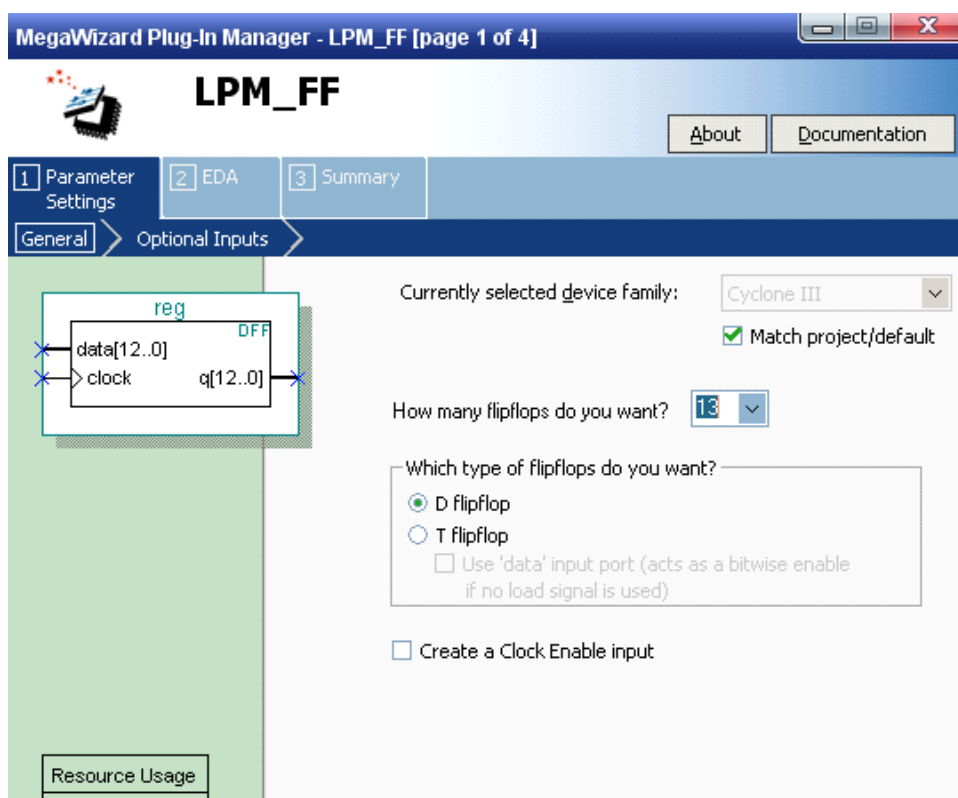 MegaWizard Plug-In Manager - LPM_FF [page 1 of 4]
X
LPM_FF
About
Documentation
1 Parameter Settings
2 EDA
3 Summary
General
Optional Inputs
reg
DFF
data[12..0]
clock
q[12..0]
Currently selected device family:
Cyclone III
Match project/default
How many flipflops do you want?
13
Which type of flipflops do you want?
D flipflop
T flipflop
Use 'data' input port (acts as a bitwise enable
if no load signal is used)
Create a Clock Enable input
Resource Usage